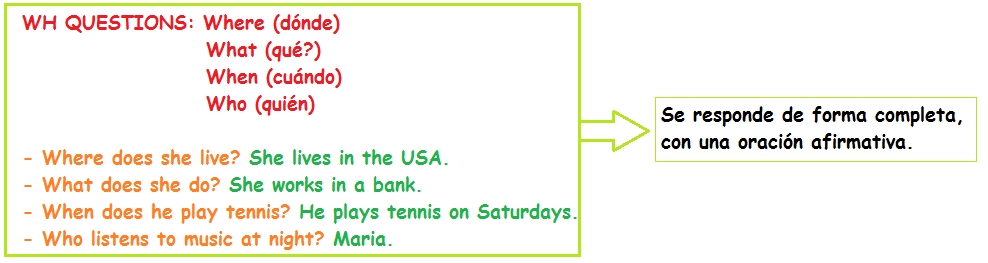 WH QUESTIONS: Where (dónde)
What (qué?)
When (cuándo)
Who (quién)
- Where does she live? She lives in the USA.
- What does she do? She works in a bank.
- When does he play tennis? He plays tennis on Saturdays.
- Who listens to music at night? Maria.
Se responde de forma completa,
con una oración afirmativa.